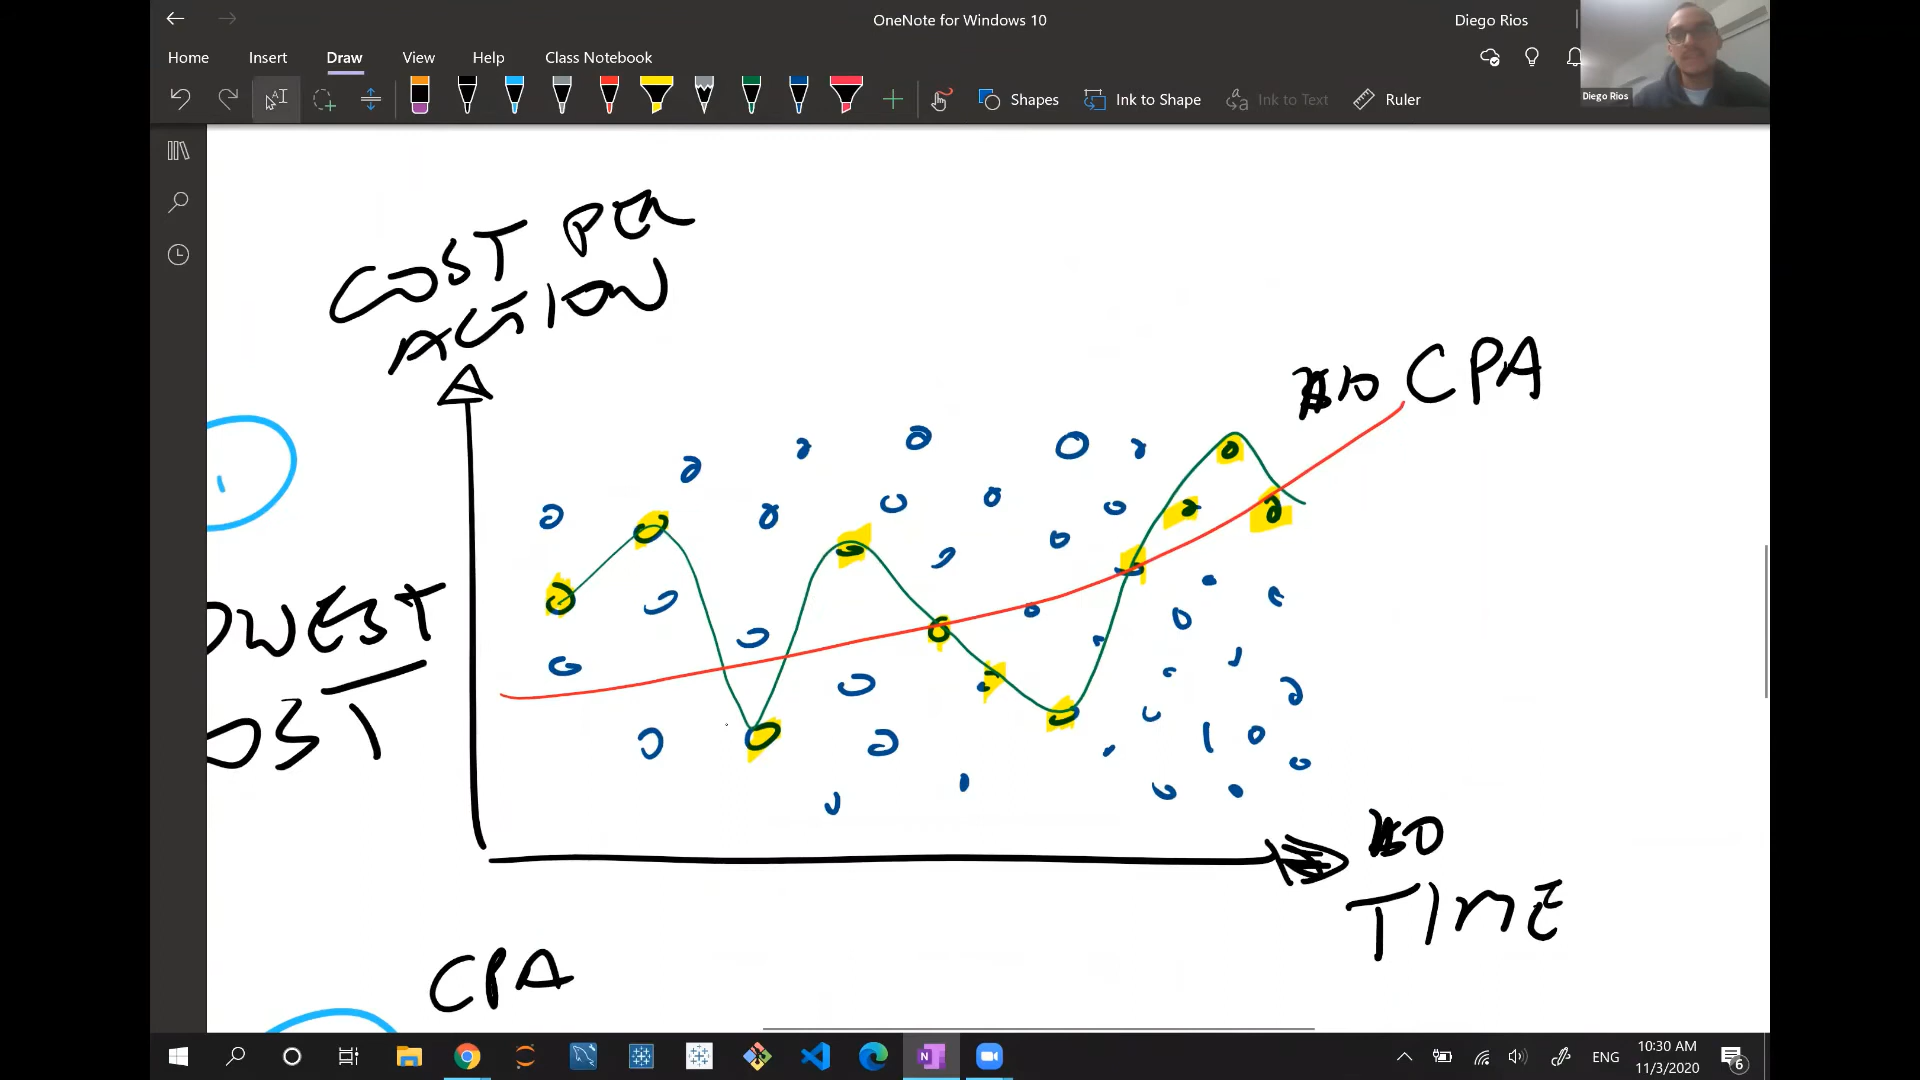 OneNote for Windows 10
Diego Rios
Home Insert Draw View Help Class Notebook
Shapes Ink to Shape Ink to Text Ruler
Diego Rios
COST PER
ACTION
10 CPA
OWEST
OST
TIME
CPA
ENG
10:30 AM
11/3/2020
6